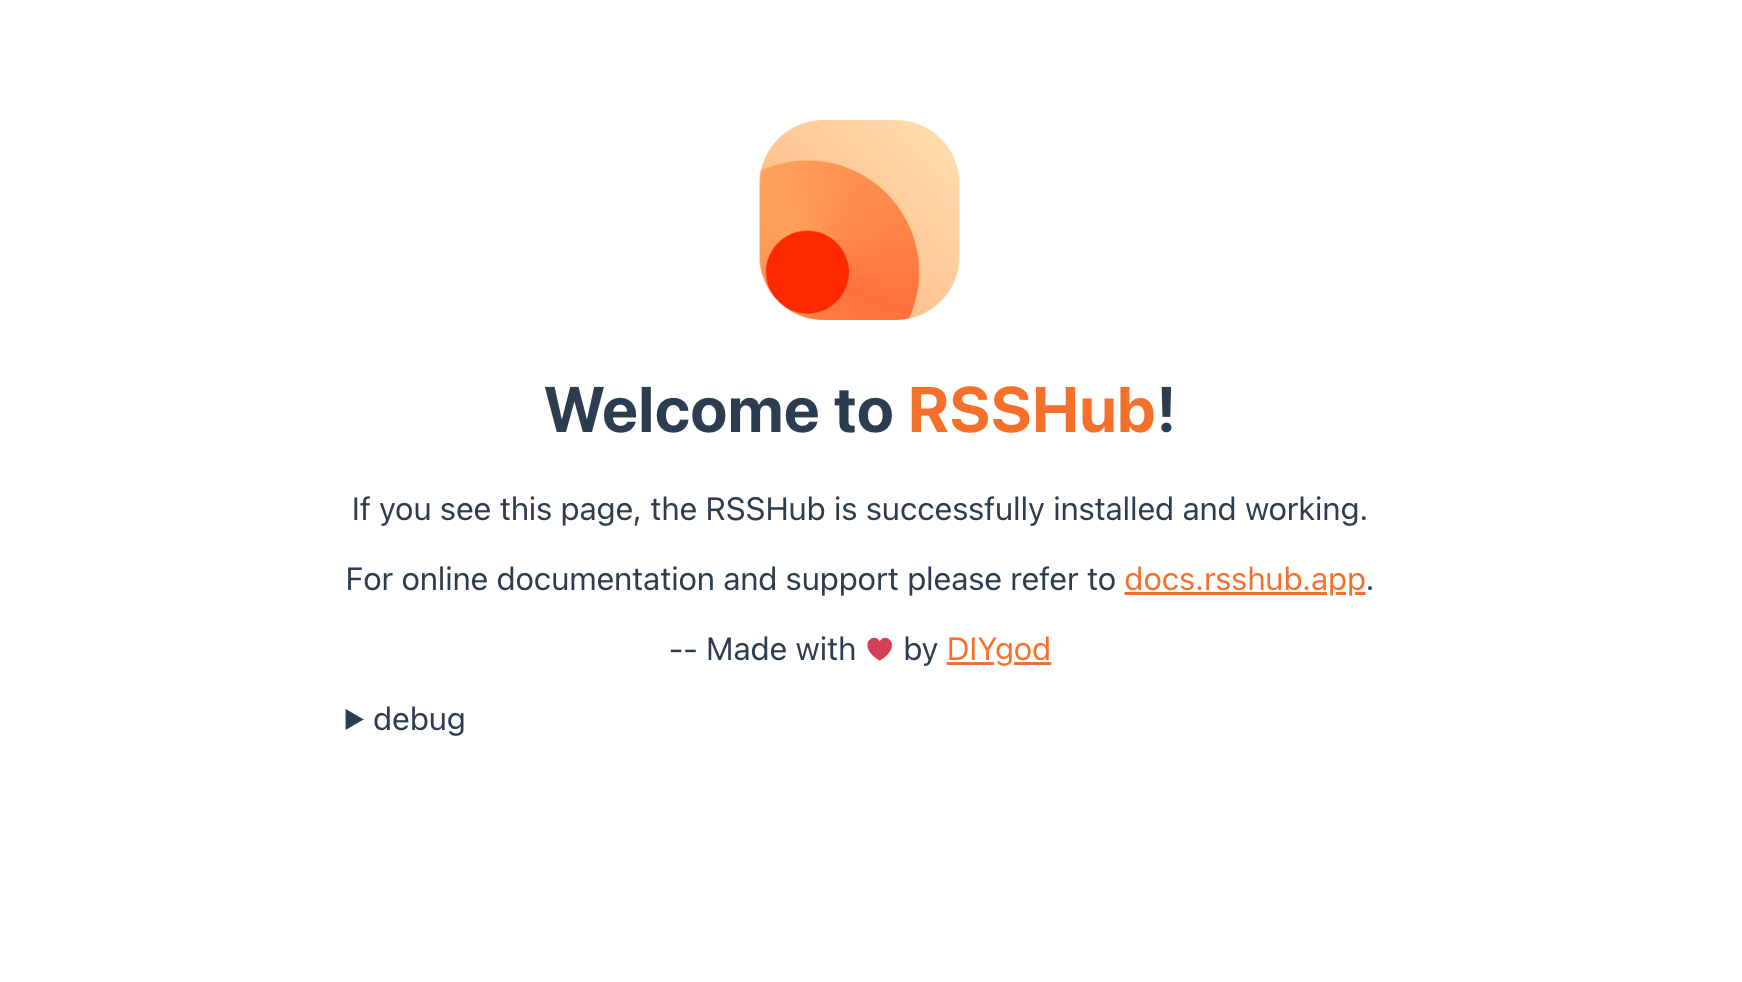 Welcome to RSSHub!
If you see this page, the RSSHub is successfully installed and working.
For online documentation and support please refer to docs.rsshub.app.
-- Made with ❤️ by DIYgod
▶ debug